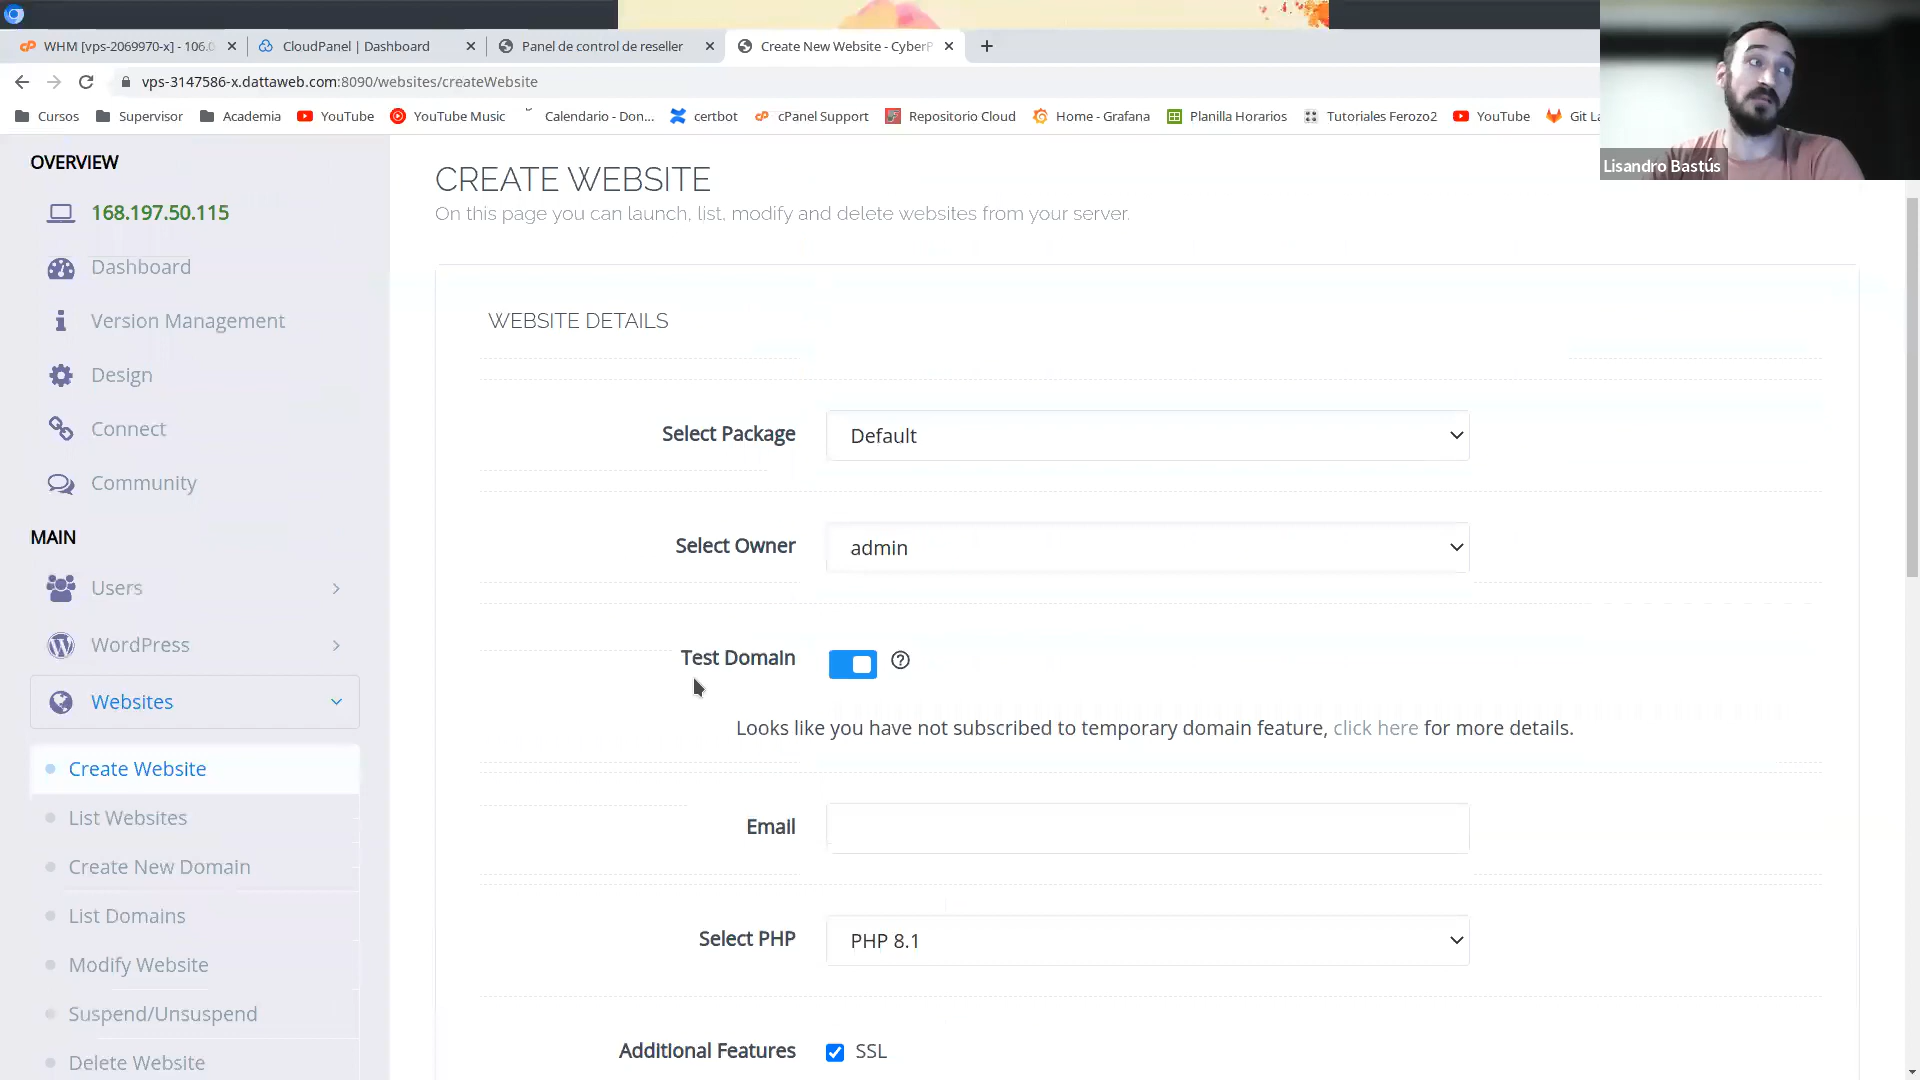 WHM [vps-2069970-x] - 106.0
CloudPanel | Dashboard
Panel de control de reseller
Create New Website - CyberP
vps-3147586-x.dattaweb.com:8090/websites/createWebsite
Cursos
Supervisor
Academia
YouTube
YouTube Music
Calendario - Don...
certbot
cPanel Support
Repositorio Cloud
Home - Grafana
Planilla Horarios
Tutoriales Ferozo2
YouTube
Git La
Lisandro Bastús
OVERVIEW
168.197.50.115
Dashboard
Version Management
Design
Connect
Community
MAIN
Users
WordPress
Websites
Create Website
List Websites
Create New Domain
List Domains
Modify Website
Suspend/Unsuspend
Delete Website
CREATE WEBSITE
On this page you can launch, list, modify and delete websites from your server.
WEBSITE DETAILS
Select Package
Default
Select Owner
admin
Test Domain
Looks like you have not subscribed to temporary domain feature, click here for more details.
Email
Select PHP
PHP 8.1
Additional Features
SSL